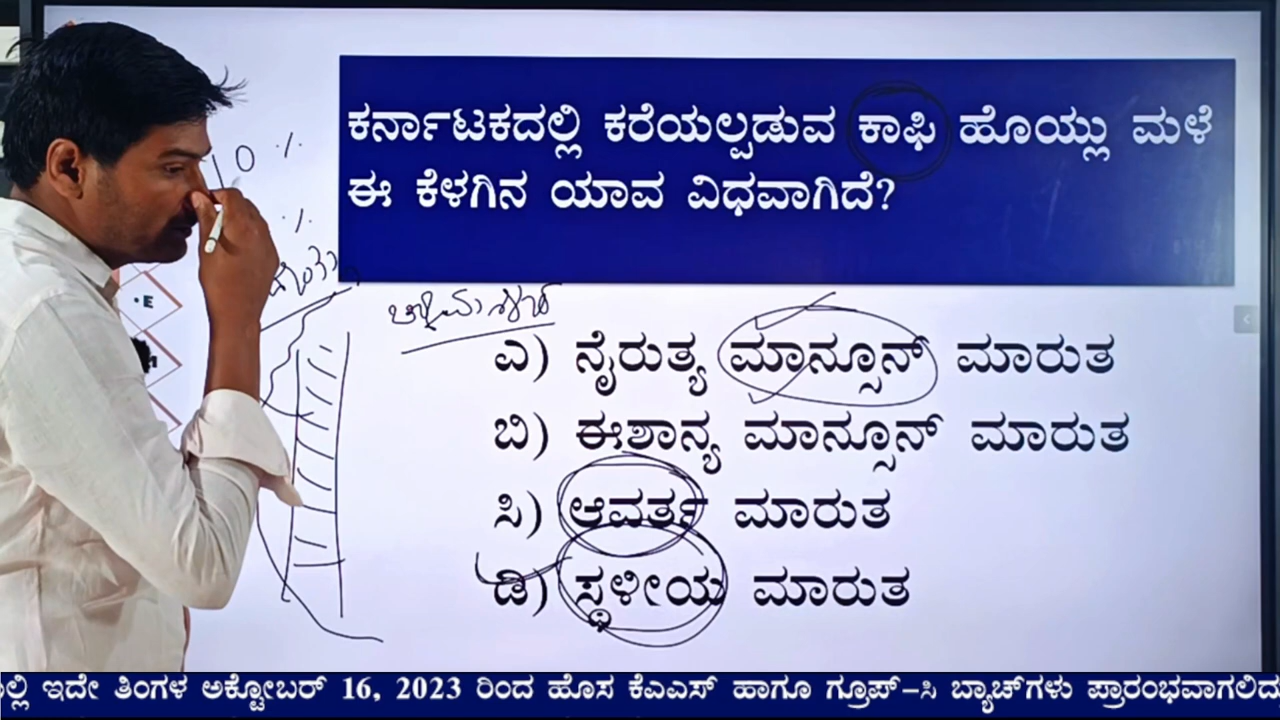 ಕರ್ನಾಟಕದಲ್ಲಿ ಕರೆಯಲ್ಪಡುವ ಕಾಫಿ ಹೊಯ್ಲು ಮಳೆ
ಈ ಕೆಳಗಿನ ಯಾವ ವಿಧವಾಗಿದೆ?
10 ·/.
·/.
ಎ) ನೈರುತ್ಯ ಮಾನ್ಸೂನ್ ಮಾರುತ
ಬಿ) ಈಶಾನ್ಯ ಮಾನ್ಸೂನ್ ಮಾರುತ
ಸಿ) ಆವರ್ತ ಮಾರುತ
ಡಿ) ಸ್ಥಳೀಯ ಮಾರುತ
·E
ಲ್ಲಿ ಇದೇ ತಿಂಗಳ ಅಕ್ಟೋಬರ್ 16, 2023 ರಿಂದ ಹೊಸ ಕೆಎಎಸ್ ಹಾಗೂ ಗ್ರೂಪ್-ಸಿ ಬ್ಯಾಚ್‌ಗಳು ಪ್ರಾರಂಭವಾಗಲಿದ